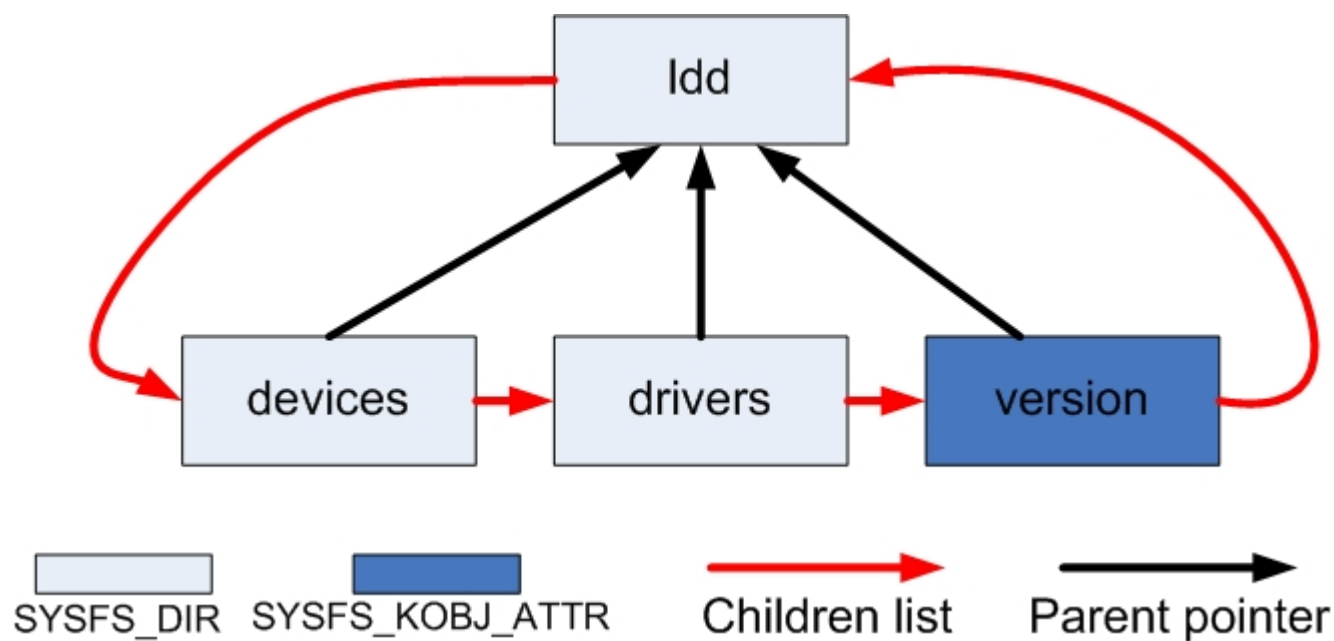 ldd
devices
drivers
version
SYSFS_DIR
SYSFS_KOBJ_ATTR
Children list
Parent pointer